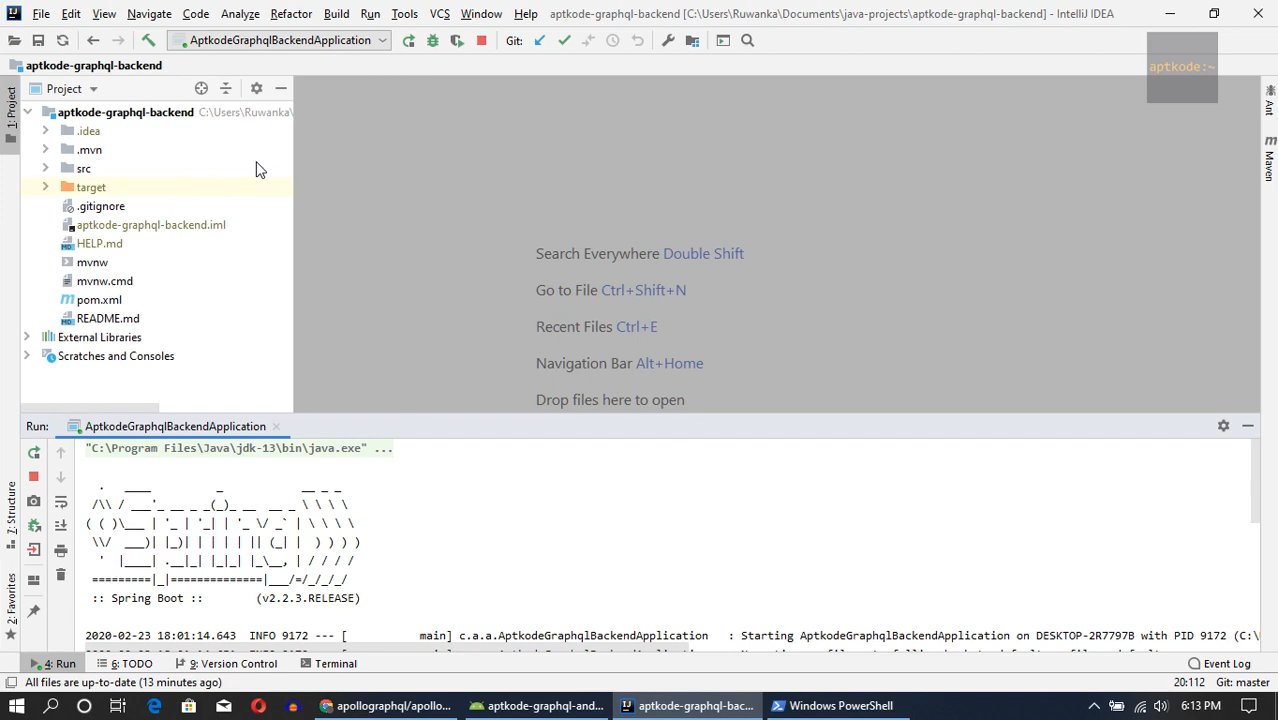 File Edit View Navigate Code Analyze Refactor Build Run Tools VCS Window Help aptkode-graphql-backend [C:\Users\Ruwanka\Documents\java-projects\aptkode-graphql-backend] - IntelliJ IDEA
AptkodeGraphqlBackendApplication Git:
aptkode-graphql-backend
aptkode:~
1: Project
Project
aptkode-graphql-backend C:\Users\Ruwanka\
.idea
.mvn
src
target
.gitignore
aptkode-graphql-backend.iml
HELP.md
mvnw
mvnw.cmd
pom.xml
README.md
External Libraries
Scratches and Consoles
Search Everywhere Double Shift
Go to File Ctrl+Shift+N
Recent Files Ctrl+E
Navigation Bar Alt+Home
Drop files here to open
Ant
Maven
Z: Structure
2: Favorites
Run: AptkodeGraphqlBackendApplication
"C:\Program Files\Java\jdk-13\bin\java.exe" ...
:: Spring Boot :: (v2.2.3.RELEASE)
2020-02-23 18:01:14.643 INFO 9172 --- [ main] c.a.a.AptkodeGraphqlBackendApplication : Starting AptkodeGraphqlBackendApplication on DESKTOP-2R7797B with PID 9172 (C:\
4: Run 6: TODO 9: Version Control Terminal Event Log
All files are up-to-date (13 minutes ago) 20:112 Git: master
apollographql/apollo... aptkode-graphql-and... aptkode-graphql-bac... Windows PowerShell 6:13 PM